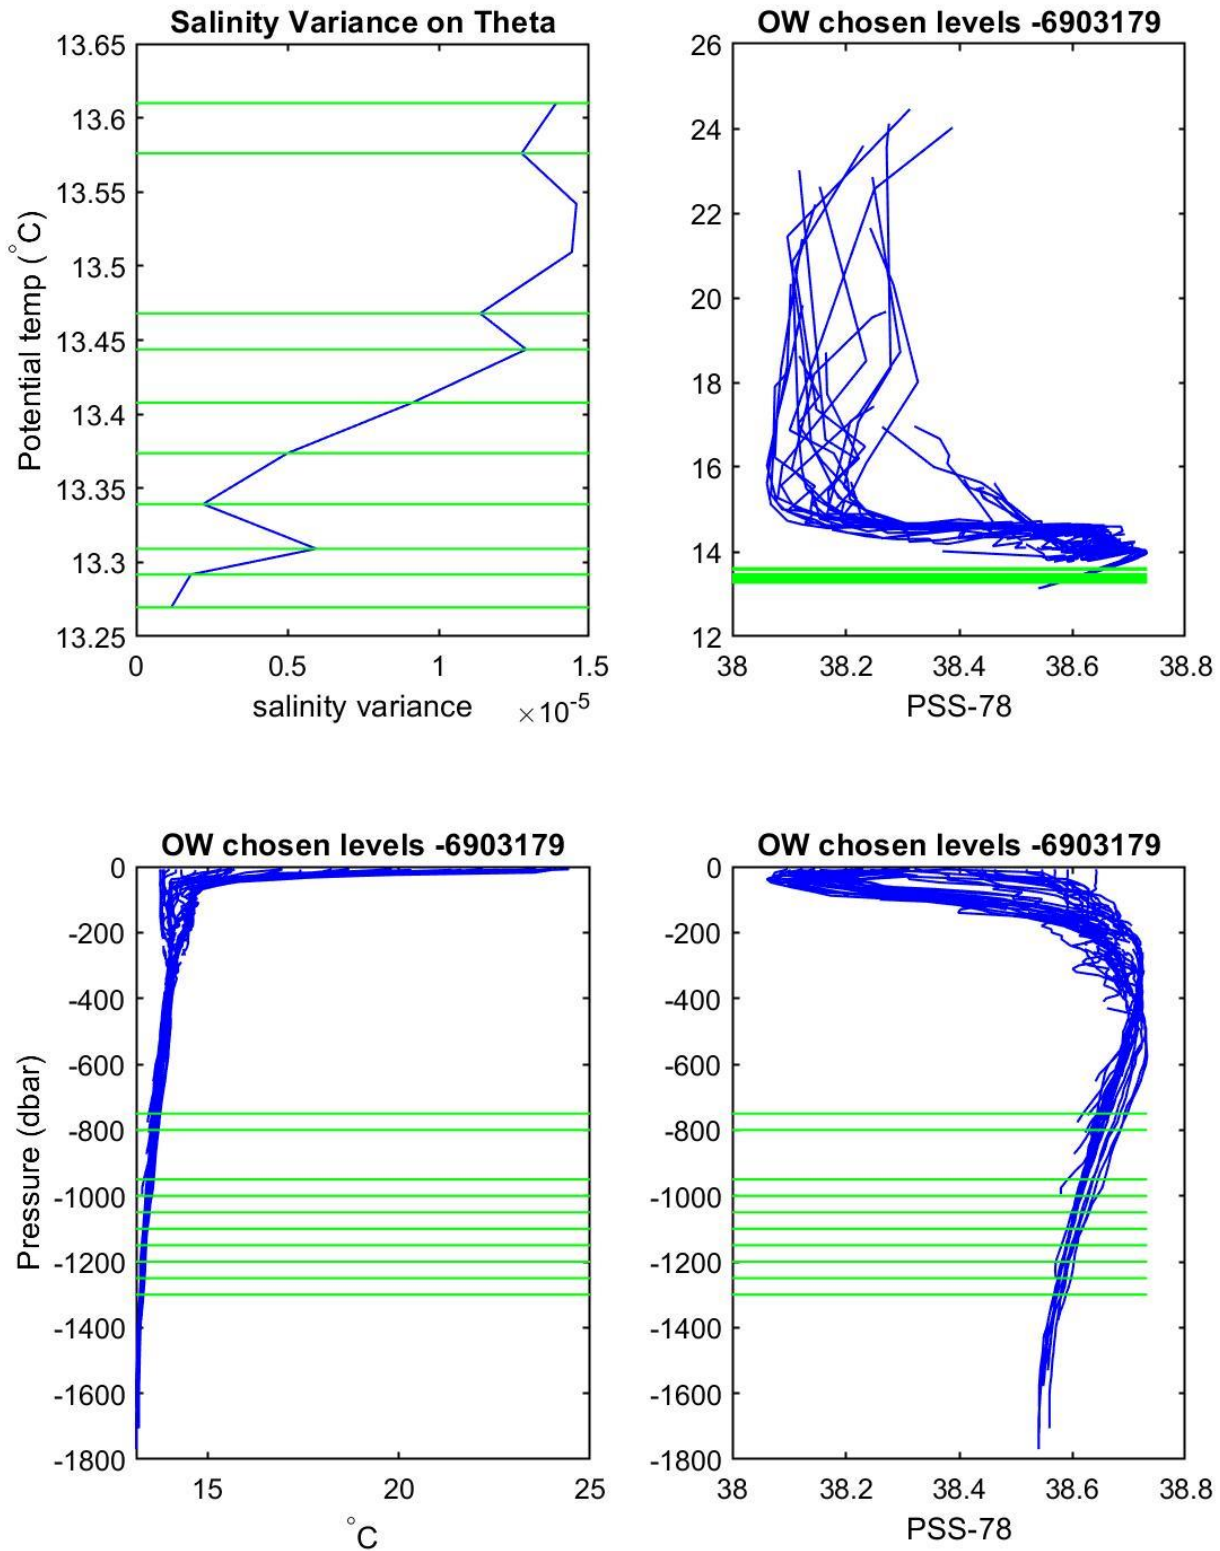 Salinity Variance on Theta
13.65
13.6
13.55
13.5
13.45
13.4
13.35
13.3
13.25
Potential temp (°C)
0 0.5 1 1.5
salinity variance ×10⁻⁵
OW chosen levels -6903179
26
24
22
20
18
16
14
12
38 38.2 38.4 38.6 38.8
PSS-78
OW chosen levels -6903179
0
-200
-400
-600
-800
-1000
-1200
-1400
-1600
-1800
Pressure (dbar)
15 20 25
°C
OW chosen levels -6903179
0
-200
-400
-600
-800
-1000
-1200
-1400
-1600
-1800
38 38.2 38.4 38.6 38.8
PSS-78